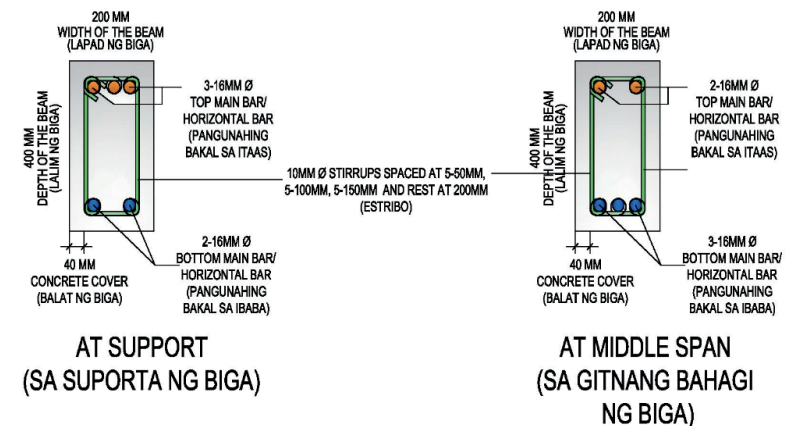 200 MM
WIDTH OF THE BEAM
(LAPAD NG BIGA)
400 MM
DEPTH OF THE BEAM
(LALIM NG BIGA)
3-16MM Ø
TOP MAIN BAR/
HORIZONTAL BAR
(PANGUNAHING
BAKAL SA ITAAS)
2-16MM Ø
BOTTOM MAIN BAR/
HORIZONTAL BAR
(PANGUNAHING
BAKAL SA IBABA)
40 MM
CONCRETE COVER
(BALAT NG BIGA)
AT SUPPORT
(SA SUPORTA NG BIGA)
10MM Ø STIRRUPS SPACED AT 5-50MM,
5-100MM, 5-150MM AND REST AT 200MM
(ESTRIBO)
200 MM
WIDTH OF THE BEAM
(LAPAD NG BIGA)
400 MM
DEPTH OF THE BEAM
(LALIM NG BIGA)
2-16MM Ø
TOP MAIN BAR/
HORIZONTAL BAR
(PANGUNAHING
BAKAL SA ITAAS)
3-16MM Ø
BOTTOM MAIN BAR/
HORIZONTAL BAR
(PANGUNAHING
BAKAL SA IBABA)
40 MM
CONCRETE COVER
(BALAT NG BIGA)
AT MIDDLE SPAN
(SA GITNANG BAHAGI
NG BIGA)